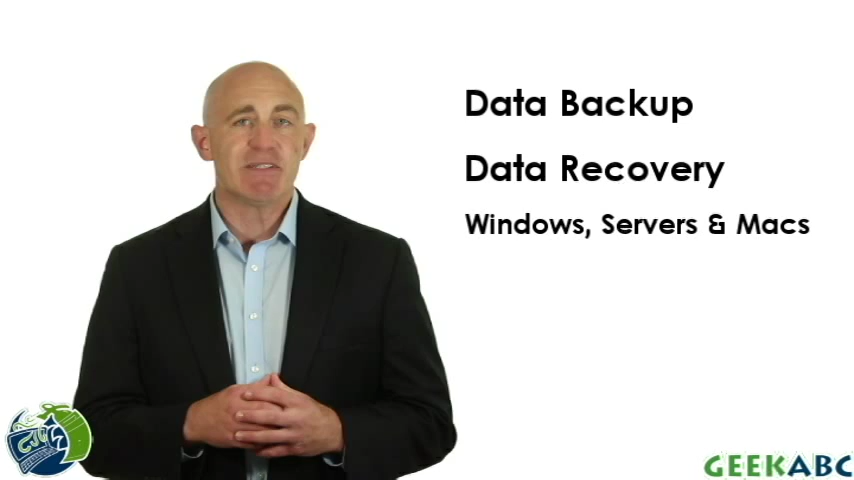 Data Backup
Data Recovery
Windows, Servers & Macs
GEEKABC